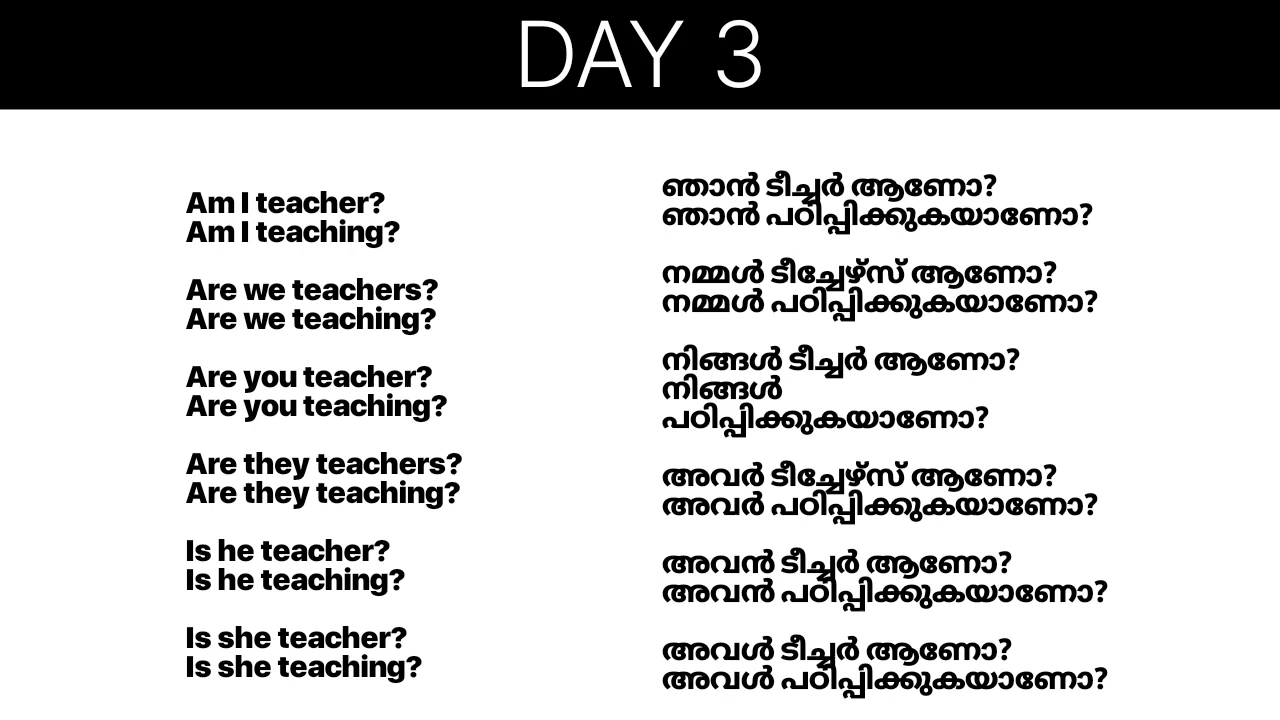 DAY 3
Am I teacher?
Am I teaching?
Are we teachers?
Are we teaching?
Are you teacher?
Are you teaching?
Are they teachers?
Are they teaching?
Is he teacher?
Is he teaching?
Is she teacher?
Is she teaching?
ഞാൻ ടീച്ചർ ആണോ?
ഞാൻ പഠിപ്പിക്കുകയാണോ?
നമ്മൾ ടീച്ചേഴ്സ് ആണോ?
നമ്മൾ പഠിപ്പിക്കുകയാണോ?
നിങ്ങൾ ടീച്ചർ ആണോ?
നിങ്ങൾ
പഠിപ്പിക്കുകയാണോ?
അവർ ടീച്ചേഴ്സ് ആണോ?
അവർ പഠിപ്പിക്കുകയാണോ?
അവൻ ടീച്ചർ ആണോ?
അവൻ പഠിപ്പിക്കുകയാണോ?
അവൾ ടീച്ചർ ആണോ?
അവൾ പഠിപ്പിക്കുകയാണോ?